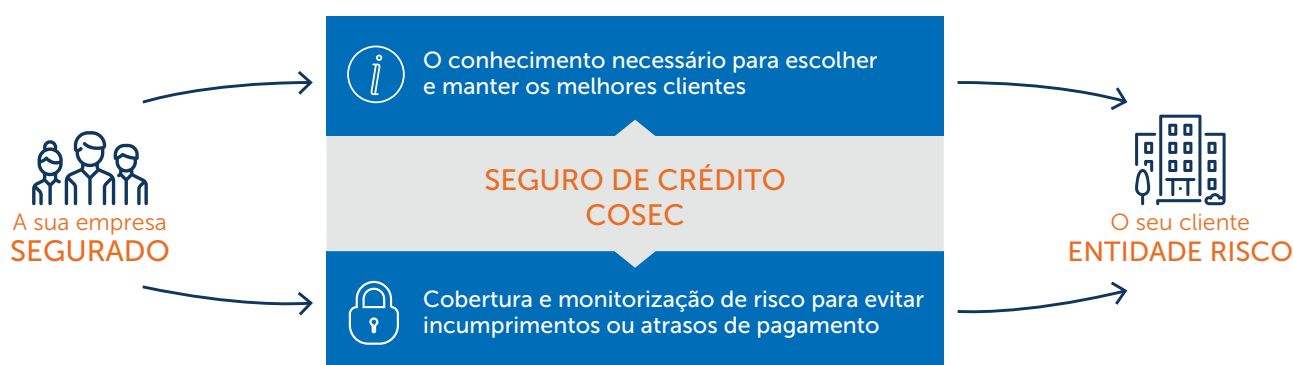 O conhecimento necessário para escolher
e manter os melhores clientes
SEGURO DE CRÉDITO
COSEC
A sua empresa
SEGURADO
O seu cliente
ENTIDADE RISCO
Cobertura e monitorização de risco para evitar
incumprimentos ou atrasos de pagamento